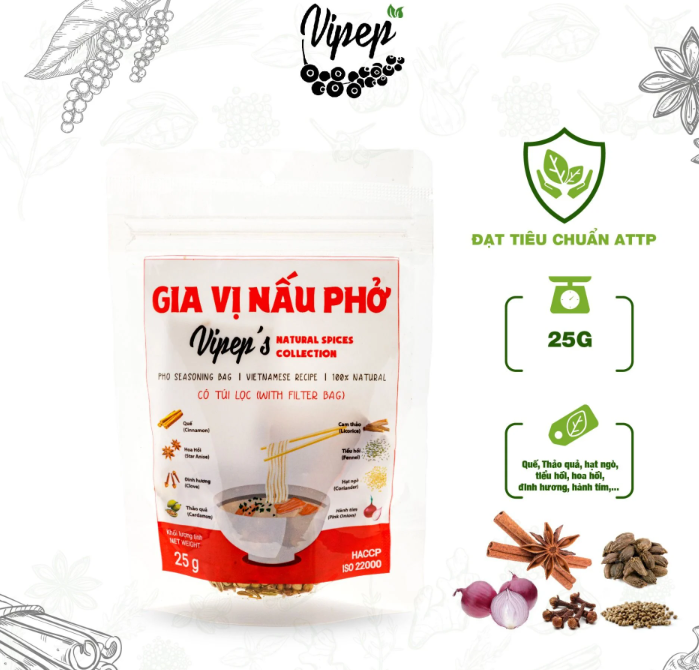 Vipep
ĐẠT TIÊU CHUẨN ATTP
25G
Quế, Thảo quả, hạt ngò,
tiểu hồi, hoa hồi,
đinh hương, hành tím,...
GIA VỊ NẤU PHỞ
Vipep's
NATURAL SPICES
COLLECTION
PHO SEASONING BAG | VIETNAMESE RECIPE | 100% NATURAL
CÓ TÚI LỌC (WITH FILTER BAG)
Quế
(Cinnamon)
Hoa Hồi
(Star Anise)
Đinh hương
(Clove)
Thảo quả
(Cardamon)
Cam thảo
(Licorice)
Tiểu hồi
(Fennel)
Hạt ngò
(Coriander)
Hành tím
(Pink Onions)
Khối lượng tịnh
NET WEIGHT
25 g
HACCP
ISO 22000